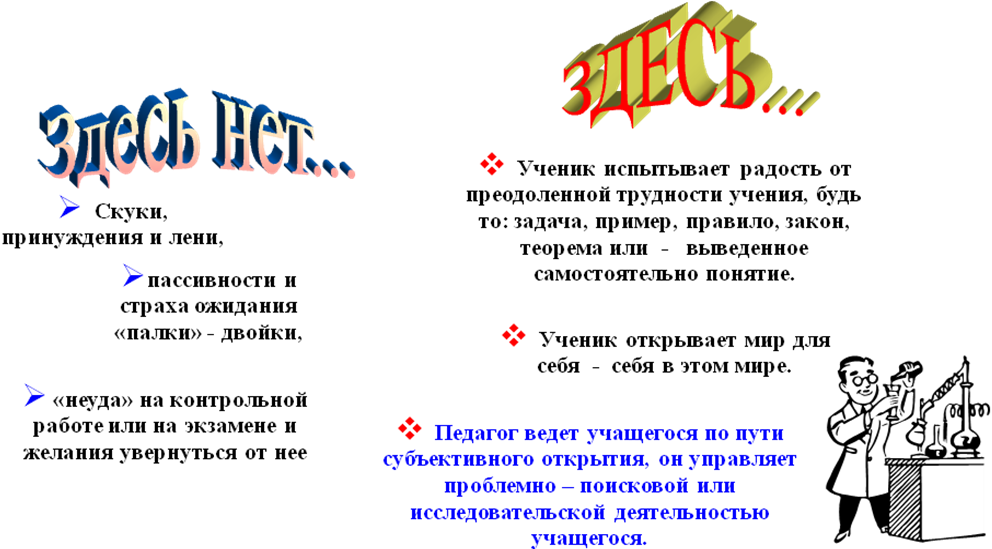 Здесь нет...
Скуки,
принуждения и лени,
пассивности и
страха ожидания
«палки» - двойки,
«неуда» на контрольной
работе или на экзамене и
желания увернуться от нее
ЗДЕСЬ...
Ученик испытывает радость от
преодоленной трудности учения, будь
то: задача, пример, правило, закон,
теорема или - выведенное
самостоятельно понятие.
Ученик открывает мир для
себя - себя в этом мире.
Педагог ведет учащегося по пути
субъективного открытия, он управляет
проблемно – поисковой или
исследовательской деятельностью
учащегося.